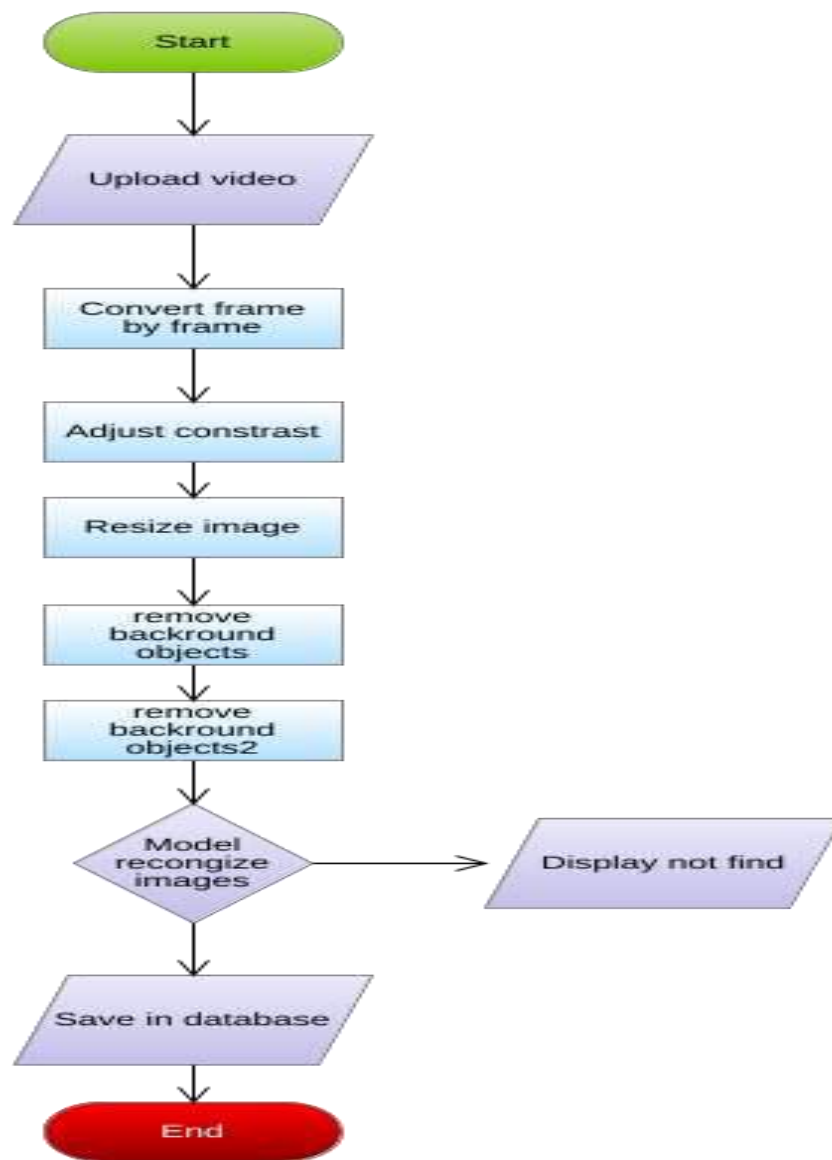 Start
Upload video
Convert frame
by frame
Adjust constrast
Resize image
remove
backround
objects
remove
backround
objects2
Model
recongize
images
Display not find
Save in database
End